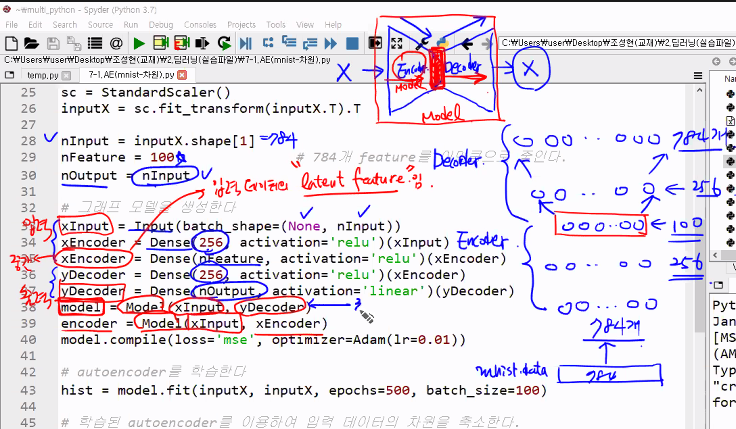 ~\multi_python - Spyder (Python 3.7)
Search Source Run Debug Consoles Projects Tools View Help
C:\Users\user\Desktop\조성현(교재)\2.딥러닝(실습파일)\7-1,AE(mnist-
C:\Users\user\Desktop\조성현(교재)\2.딥러닝(실습파일)\7-1,AE(mnist-차원).py
temp.py
7-1,AE(mnist-차원).py
X → Encoder Decoder → X
Model
Model
25 sc = StandardScaler()
26 inputX = sc.fit_transform(inputX.T).T
27
28 nInput = inputX.shape[1] =784
29 nFeature = 100 # 784개 feature를
30 nOutput = nInput
입력 데이터의 "latent feature"임.
31
32 # 그래프 모델을 생성한다
33 xInput = Input(batch_shape=(None, nInput))
34 xEncoder = Dense(256, activation='relu')(xInput)
35 xEncoder = Dense(nFeature, activation='relu')(xEncoder)
36 yDecoder = Dense(256, activation='relu')(xEncoder)
37 yDecoder = Dense(nOutput, activation='linear')(yDecoder)
38 model = Model(xInput, yDecoder)
39 encoder = Model(xInput, xEncoder)
40 model.compile(loss='mse', optimizer=Adam(lr=0.01))
41
42 # autoencoder를 학습한다
43 hist = model.fit(inputX, inputX, epochs=500, batch_size=100)
44
45 # 학습된 autoencoder를 이용하여 입력 데이터의 차원을 축소한다.
입력
Decoder
784개
256
100
Encoder
256
784개
mnist.data
784
Pyt
Jan
[MS
(AM
Typ
"cr
for